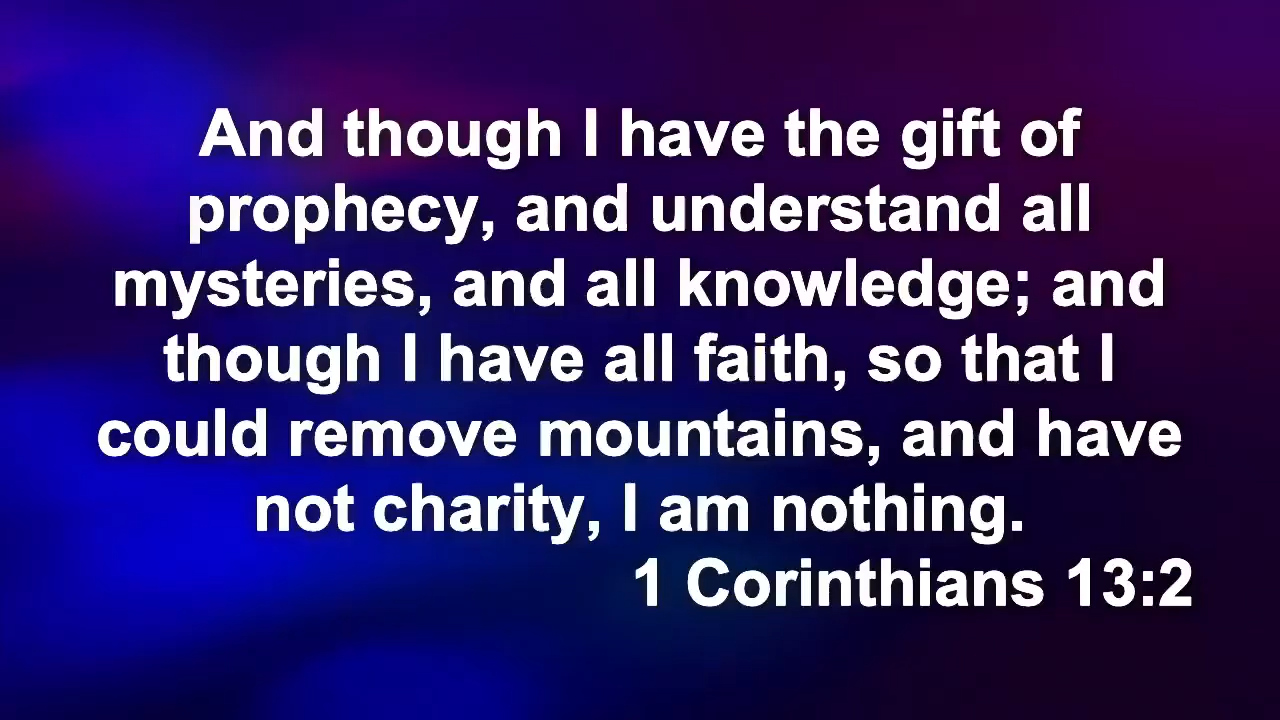 And though I have the gift of
prophecy, and understand all
mysteries, and all knowledge; and
though I have all faith, so that I
could remove mountains, and have
not charity, I am nothing.
1 Corinthians 13:2